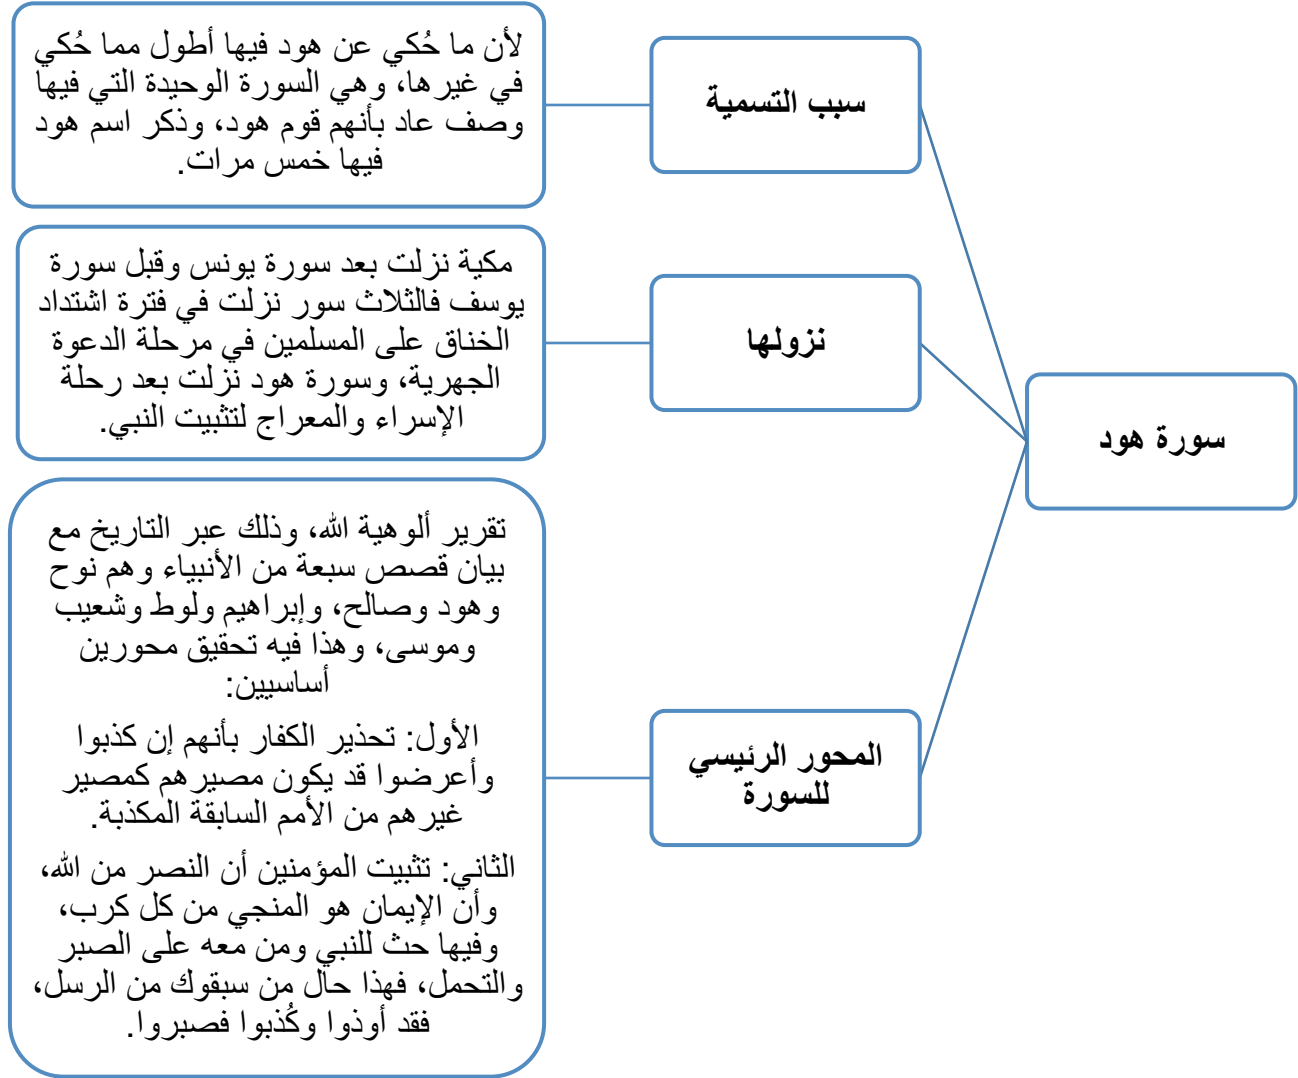 سورة هود
سبب التسمية
لأن ما حُكي عن هود فيها أطول مما حُكي
في غيرها، وهي السورة الوحيدة التي فيها
وصف عاد بأنهم قوم هود، وذكر اسم هود
فيها خمس مرات.
نزولها
مكية نزلت بعد سورة يونس وقبل سورة
يوسف فالثلاث سور نزلت في فترة اشتداد
الخناق على المسلمين في مرحلة الدعوة
الجهرية، وسورة هود نزلت بعد رحلة
الإسراء والمعراج لتثبيت النبي.
المحور الرئيسي
للسورة
تقرير ألوهية الله، وذلك عبر التاريخ مع
بيان قصص سبعة من الأنبياء وهم نوح
وهود وصالح، وإبراهيم ولوط وشعيب
وموسى، وهذا فيه تحقيق محورين
أساسيين:
الأول: تحذير الكفار بأنهم إن كذبوا
وأعرضوا قد يكون مصيرهم كمصير
غيرهم من الأمم السابقة المكذبة.
الثاني: تثبيت المؤمنين أن النصر من الله،
وأن الإيمان هو المنجي من كل كرب،
وفيها حث للنبي ومن معه على الصبر
والتحمل، فهذا حال من سبقوك من الرسل،
فقد أوذوا وكُذبوا فصبروا.